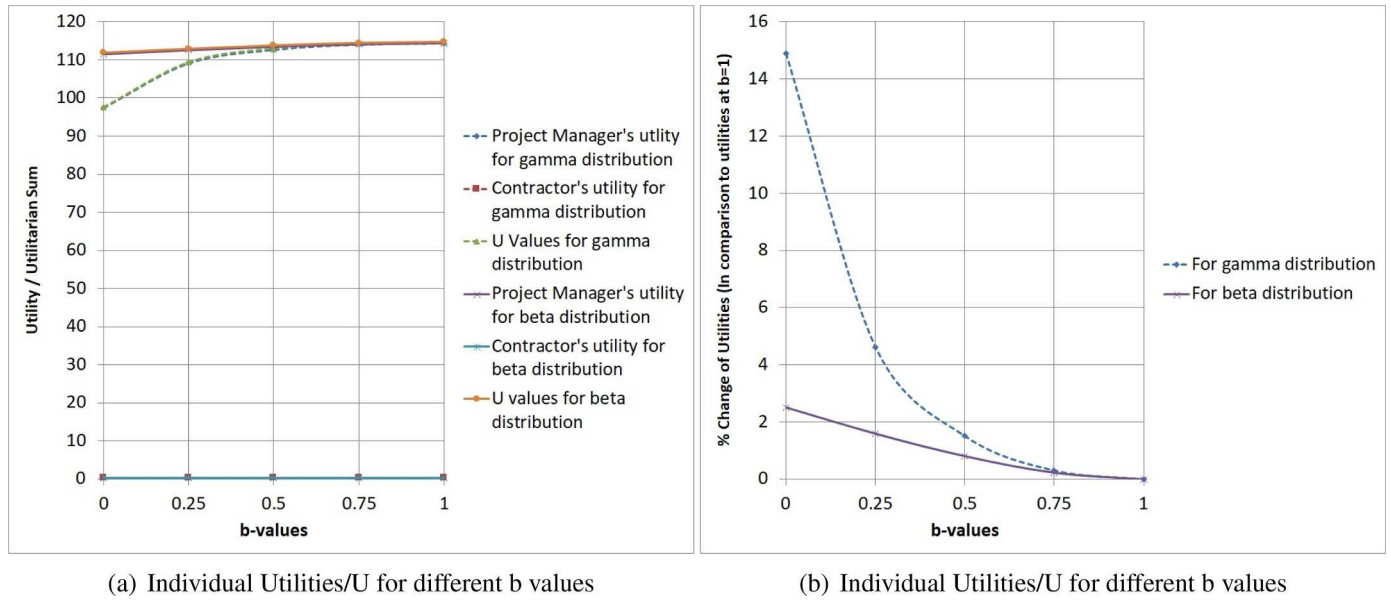 120
110
100
90
80
70
60
50
40
30
20
10
0
Utility / Utilitarian Sum
0 0.25 0.5 0.75 1
b-values
Project Manager's utlity
for gamma distribution
Contractor's utility for
gamma distribution
U Values for gamma
distribution
Project Manager's utility
for beta distribution
Contractor's utility for
beta distribution
U values for beta
distribution
(a) Individual Utilities/U for different b values
16
14
12
10
8
6
4
2
0
% Change of Utilities (In comparison to utilities at b=1)
0 0.25 0.5 0.75 1
b-values
For gamma distribution
For beta distribution
(b) Individual Utilities/U for different b values